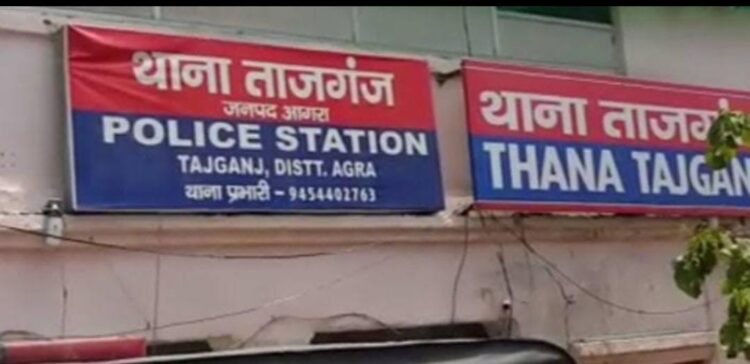 थाना ताजगंज
जनपद आगरा
POLICE STATION
TAJGANJ, DISTT. AGRA
थाना प्रभारी - 9454402763
थाना ताजगं
THANA TAJGAN